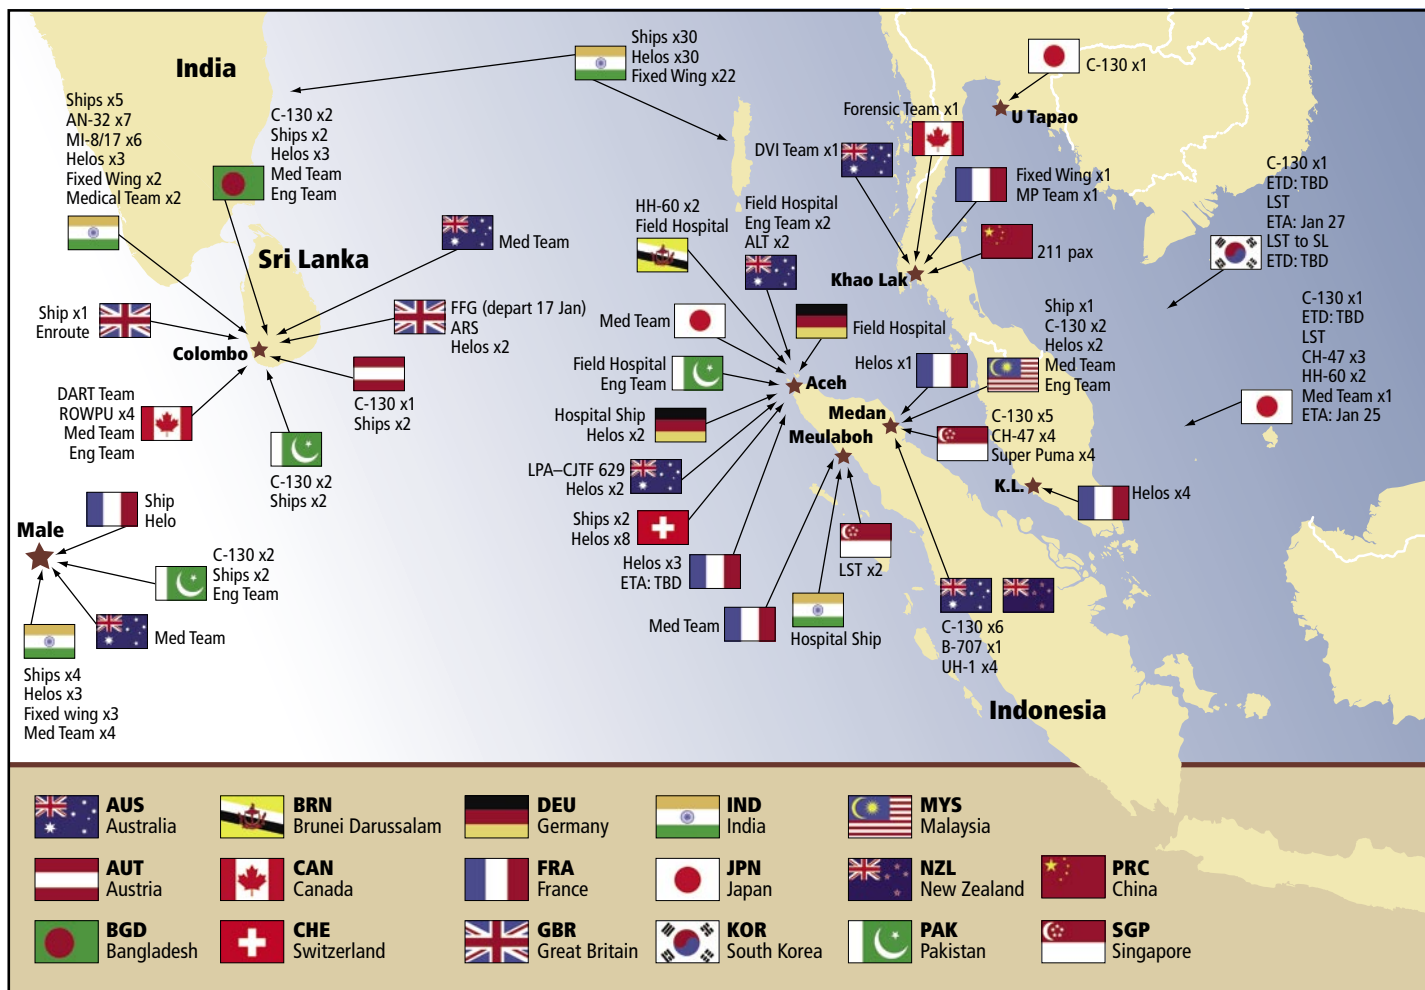 India
Ships x5
AN-32 x7
MI-8/17 x6
Helos x3
Fixed Wing x2
Medical Team x2
C-130 x2
Ships x2
Helos x3
Med Team
Eng Team
Ships x30
Helos x30
Fixed Wing x22
C-130 x1
U Tapao
Forensic Team x1
DVI Team x1
Fixed Wing x1
MP Team x1
211 pax
Khao Lak
C-130 x1
ETD: TBD
LST
ETA: Jan 27
LST to SL
ETD: TBD
C-130 x1
ETD: TBD
LST
CH-47 x3
HH-60 x2
Med Team x1
ETA: Jan 25
Sri Lanka
Med Team
Ship x1
Enroute
Colombo
FFG (depart 17 Jan)
ARS
Helos x2
DART Team
ROWPU x4
Med Team
Eng Team
C-130 x2
Ships x2
C-130 x1
Ships x2
HH-60 x2
Field Hospital
Field Hospital
Eng Team x2
ALT x2
Med Team
Field Hospital
Field Hospital
Eng Team
Aceh
Hospital Ship
Helos x2
LPA–CJTF 629
Helos x2
Ships x2
Helos x8
Helos x3
ETA: TBD
Helos x1
Ship x1
C-130 x2
Helos x2
Med Team
Eng Team
Medan
Meulaboh
C-130 x5
CH-47 x4
Super Puma x4
K.L.
Helos x4
Med Team
Hospital Ship
LST x2
C-130 x6
B-707 x1
UH-1 x4
Indonesia
Male
Ship
Helo
C-130 x2
Ships x2
Eng Team
Med Team
Ships x4
Helos x3
Fixed wing x3
Med Team x4
AUS
Australia
BRN
Brunei Darussalam
DEU
Germany
IND
India
MYS
Malaysia
AUT
Austria
CAN
Canada
FRA
France
JPN
Japan
NZL
New Zealand
PRC
China
BGD
Bangladesh
CHE
Switzerland
GBR
Great Britain
KOR
South Korea
PAK
Pakistan
SGP
Singapore